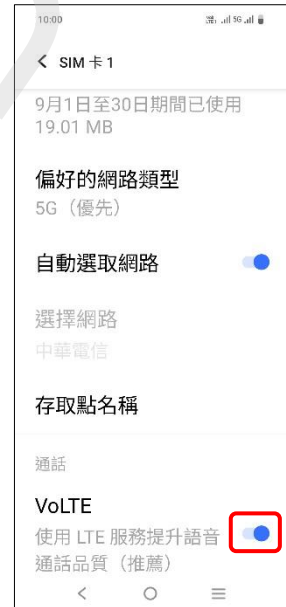 10:00
5G
SIM 卡 1
9月1日至30日期間已使用
19.01 MB
偏好的網路類型
5G（優先）
自動選取網路
選擇網路
中華電信
存取點名稱
通話
VoLTE
使用 LTE 服務提升語音
通話品質（推薦）